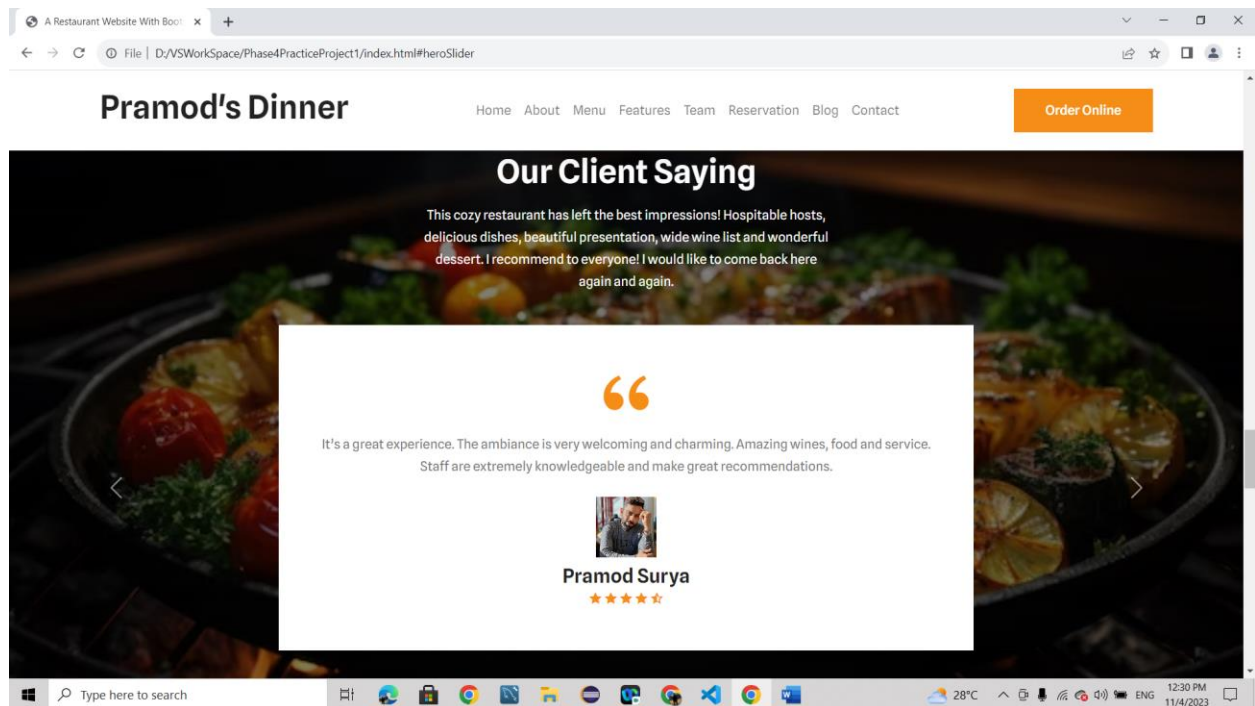 A Restaurant Website With Boot
File | D:/VSWorkSpace/Phase4PracticeProject1/index.html#heroSlider
Pramod's Dinner
Home About Menu Features Team Reservation Blog Contact
Order Online
Our Client Saying
This cozy restaurant has left the best impressions! Hospitable hosts,
delicious dishes, beautiful presentation, wide wine list and wonderful
dessert. I recommend to everyone! I would like to come back here
again and again.
It's a great experience. The ambiance is very welcoming and charming. Amazing wines, food and service.
Staff are extremely knowledgeable and make great recommendations.
Pramod Surya
Type here to search
28°C
ENG
12:30 PM
11/4/2023